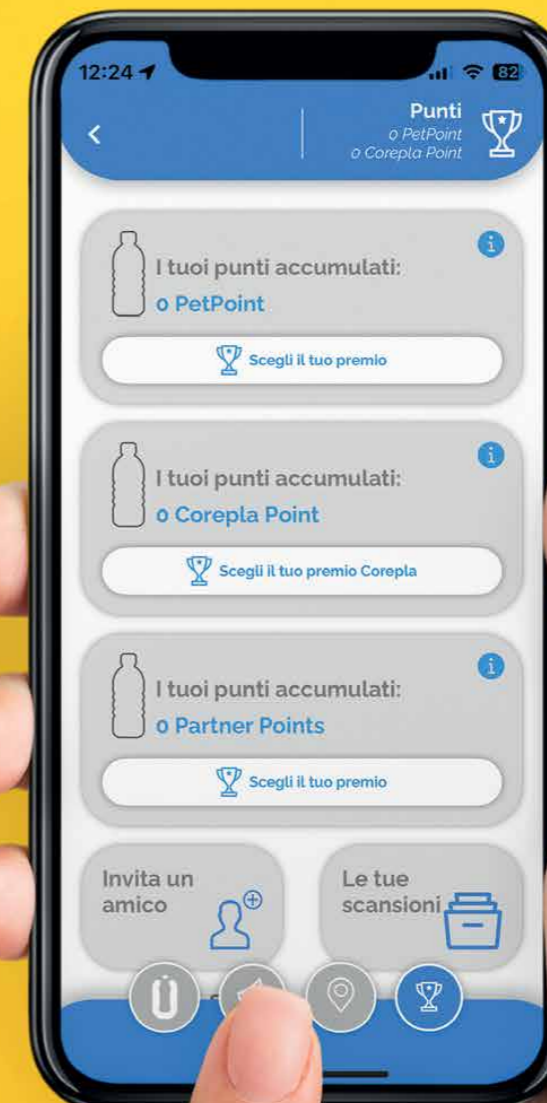 12:24
82
Punti
0 PetPoint
0 Corepla Point
I tuoi punti accumulati:
0 PetPoint
Scegli il tuo premio
I tuoi punti accumulati:
0 Corepla Point
Scegli il tuo premio Corepla
I tuoi punti accumulati:
0 Partner Points
Scegli il tuo premio
Invita un
amico
Le tue
scansioni